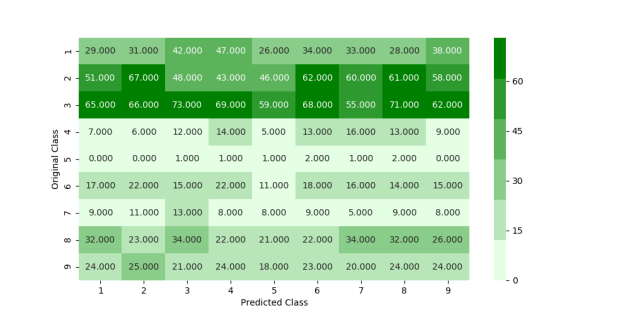 1 29.000 31.000 42.000 47.000 26.000 34.000 33.000 28.000 38.000
2 51.000 67.000 48.000 43.000 46.000 62.000 60.000 61.000 58.000
3 65.000 66.000 73.000 69.000 59.000 68.000 55.000 71.000 62.000
4 7.000 6.000 12.000 14.000 5.000 13.000 16.000 13.000 9.000
5 0.000 0.000 1.000 1.000 1.000 2.000 1.000 2.000 0.000
6 17.000 22.000 15.000 22.000 11.000 18.000 16.000 14.000 15.000
7 9.000 11.000 13.000 8.000 8.000 9.000 5.000 9.000 8.000
8 32.000 23.000 34.000 22.000 21.000 22.000 34.000 32.000 26.000
9 24.000 25.000 21.000 24.000 18.000 23.000 20.000 24.000 24.000
1 2 3 4 5 6 7 8 9
Predicted Class
Original Class
60
45
30
15
0